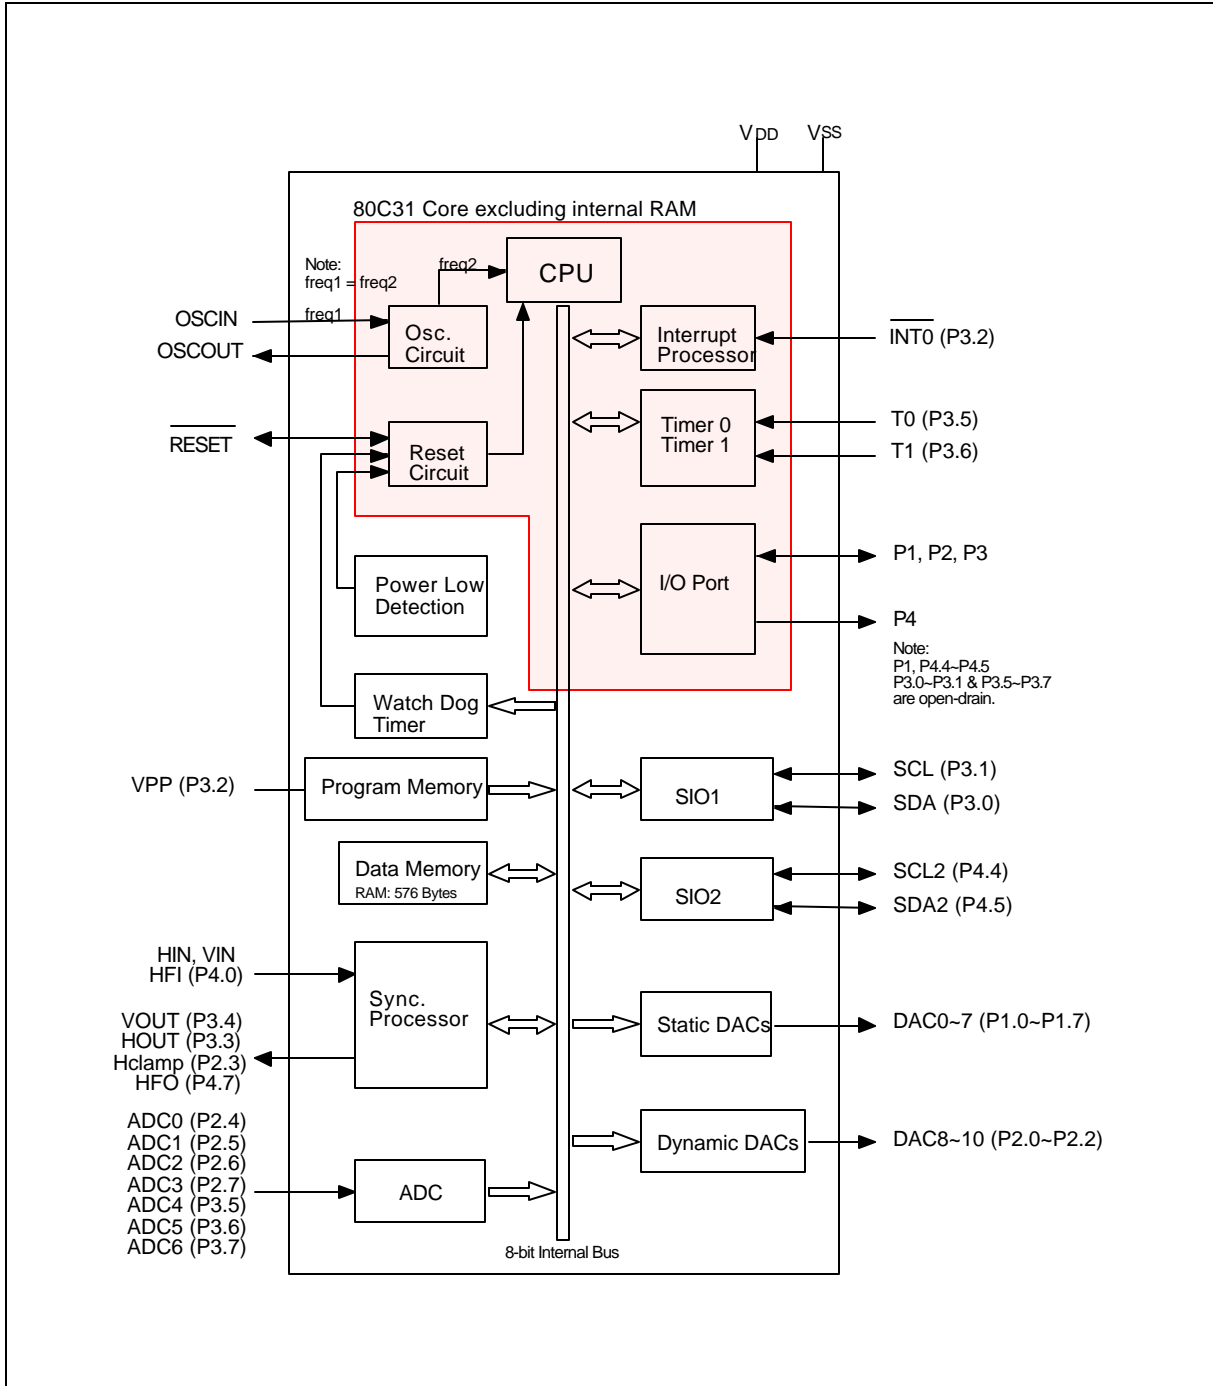 VDD
VSS
80C31 Core excluding internal RAM
Note:
freq1 = freq2
freq2
CPU
OSCIN
freq1
OSCOUT
Osc.
Circuit
Interrupt
Processor
INT0 (P3.2)
RESET
Reset
Circuit
Timer 0
Timer 1
T0 (P3.5)
T1 (P3.6)
Power Low
Detection
I/O Port
P1, P2, P3
P4
Note:
P1, P4.4~P4.5
P3.0~P3.1 & P3.5~P3.7
are open-drain.
Watch Dog
Timer
VPP (P3.2)
Program Memory
SIO1
SCL (P3.1)
SDA (P3.0)
Data Memory
RAM: 576 Bytes
SIO2
SCL2 (P4.4)
SDA2 (P4.5)
HIN, VIN
HFI (P4.0)
VOUT (P3.4)
HOUT (P3.3)
Hclamp (P2.3)
HFO (P4.7)
Sync.
Processor
Static DACs
DAC0~7 (P1.0~P1.7)
ADC0 (P2.4)
ADC1 (P2.5)
ADC2 (P2.6)
ADC3 (P2.7)
ADC4 (P3.5)
ADC5 (P3.6)
ADC6 (P3.7)
ADC
Dynamic DACs
DAC8~10 (P2.0~P2.2)
8-bit Internal Bus